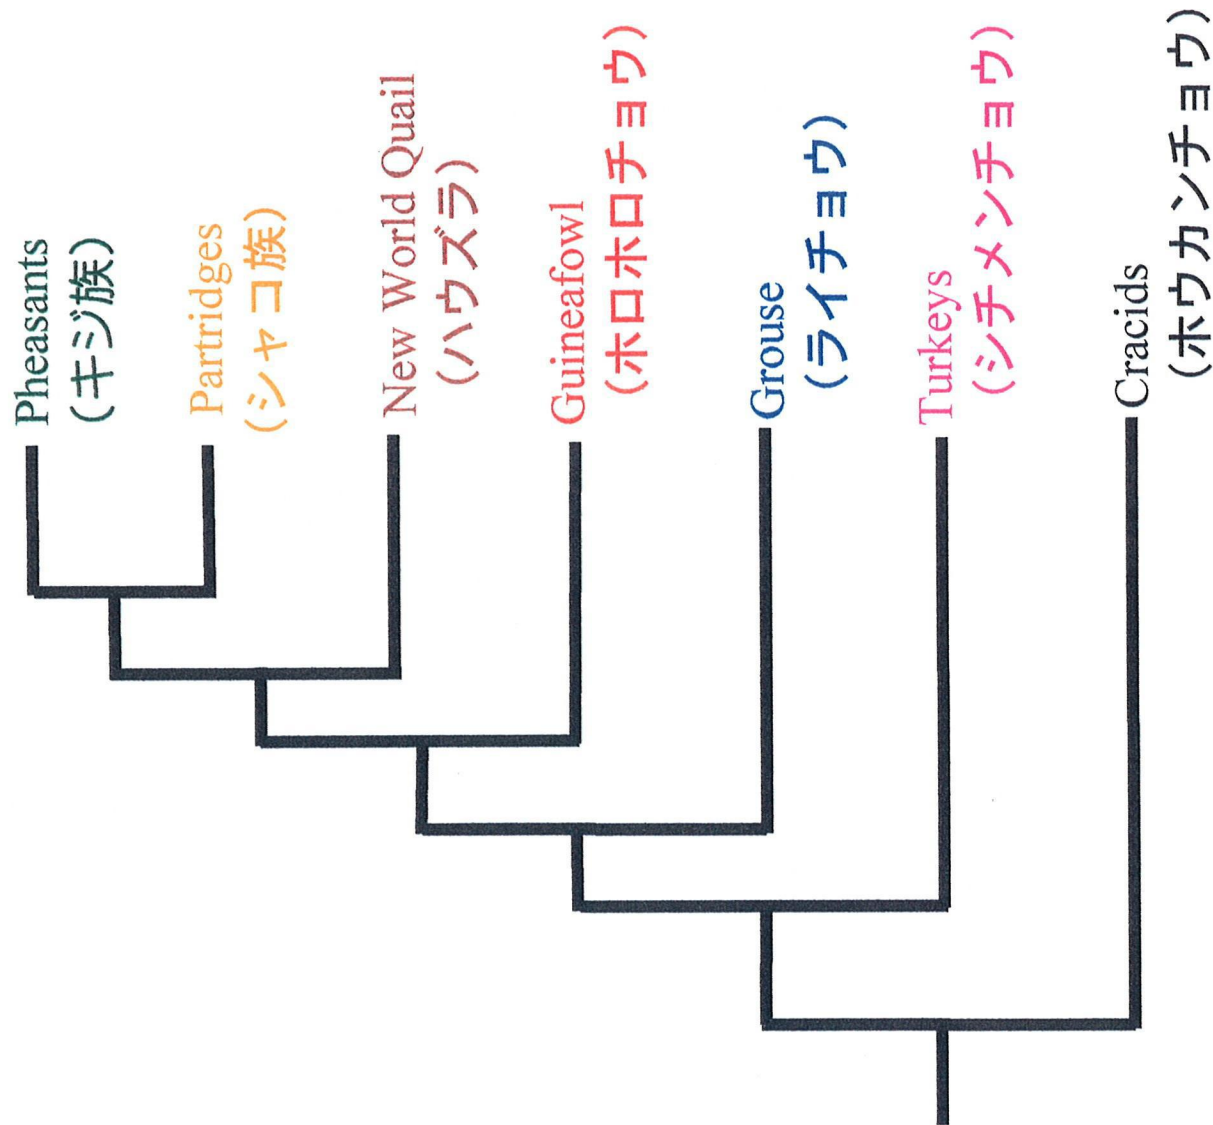 Pheasants
(キジ族)
Partridges
(シャコ族)
New World Quail
(ハウズラ)
Guineafowl
(ホロホロチョウ)
Grouse
(ライチョウ)
Turkeys
(シチメンチョウ)
Cracids
(ホウカンチョウ)